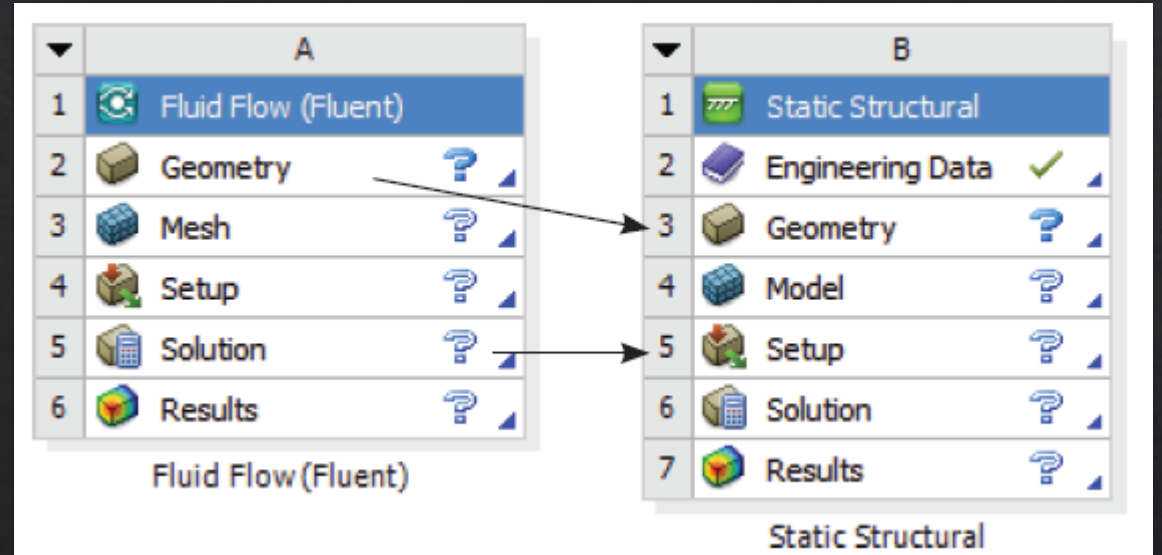 A
1 Fluid Flow (Fluent)
2 Geometry ?
3 Mesh ?
4 Setup ?
5 Solution ?
6 Results ?
Fluid Flow (Fluent)
B
1 Static Structural
2 Engineering Data
3 Geometry ?
4 Model ?
5 Setup ?
6 Solution ?
7 Results ?
Static Structural